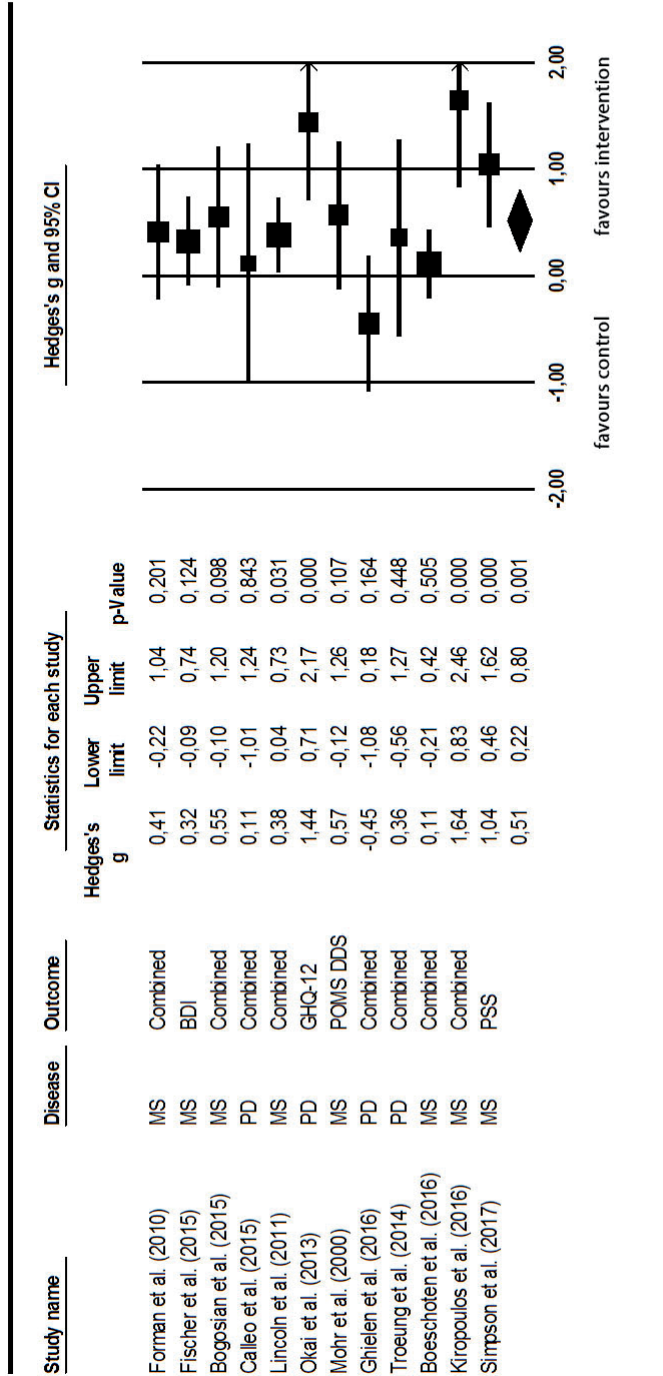 Study name Disease Outcome Statistics for each study Hedges's g and 95% CI
Hedges's g Lower limit Upper limit p-Value
Forman et al. (2010) MS Combined 0,41 -0,22 1,04 0,201
Fischer et al. (2015) MS BDI 0,32 -0,09 0,74 0,124
Bogosian et al. (2015) MS Combined 0,55 -0,10 1,20 0,098
Calleo et al. (2015) PD Combined 0,11 -1,01 1,24 0,843
Lincoln et al. (2011) MS Combined 0,38 0,04 0,73 0,031
Okai et al. (2013) PD GHQ-12 1,44 0,71 2,17 0,000
Mohr et al. (2000) MS POMS DDS 0,57 -0,12 1,26 0,107
Ghielen et al. (2016) PD Combined -0,45 -1,08 0,18 0,164
Troeung et al. (2014) PD Combined 0,36 -0,56 1,27 0,448
Boeschoten et al. (2016) MS Combined 0,11 -0,21 0,42 0,505
Kiropoulos et al. (2016) MS Combined 1,64 0,83 2,46 0,000
Simpson et al. (2017) MS PSS 1,04 0,46 1,62 0,000
0,51 0,22 0,80 0,001
-2,00 -1,00 0,00 1,00 2,00
favours control favours intervention